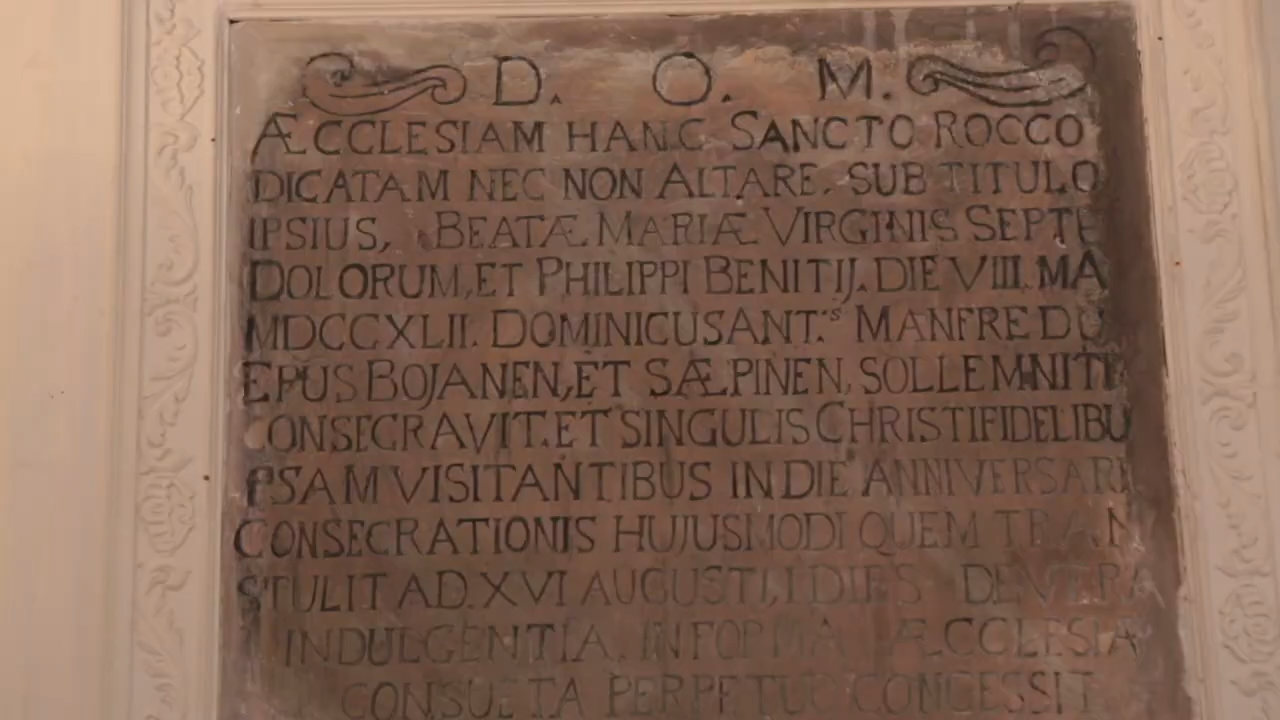 D. O. M.
ÆCCLESIAM HANC SANCTO ROCCO
DICATAM NEC NON ALTARE, SUB TITULO
IPSIUS, BEATÆ MARIÆ VIRGINIS SEPTE
DOLORUM, ET PHILIPPI BENITIJ, DIE VIII. MA
MDCCXLII. DOMINICUS ANT.ˢ MANFREDU
EPUS BOJANEN, ET SÆPINEN, SOLLEMNITE
CONSECRAVIT. ET SINGULIS CHRISTIFIDELIBU
IPSAM VISITANTIBUS IN DIE ANNIVERSARI
CONSECRATIONIS HUJUSMODI QUEM TRAN
STULIT AD XVI AUGUSTI, DIES DE VERA
INDULGENTIA, IN FORMA ÆCCLESIA
CONSUETA PERPETUO CONCESSIT